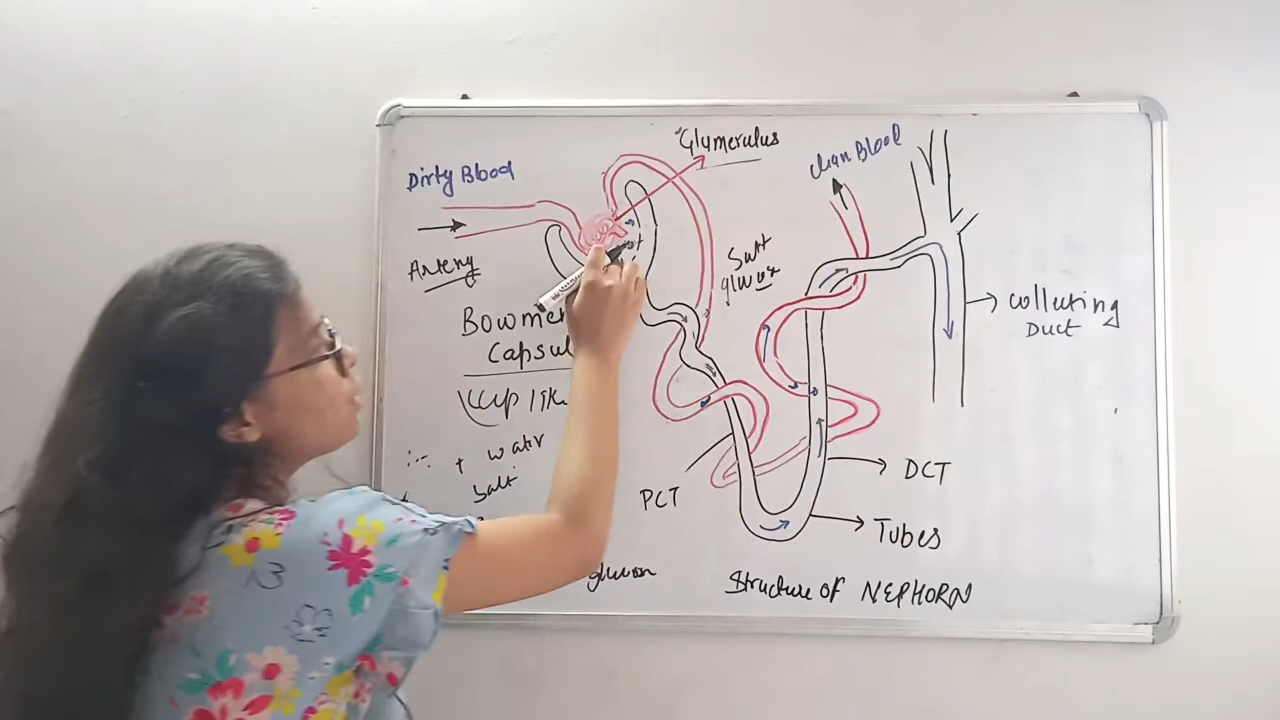 Dirty Blood
Glumerulus
Clean Blood
Artery
Salt
Bowmen
Capsul
Cup like
+ water
salt
collecting
Duct
PCT
DCT
Tubes
Structure of NEPHORN